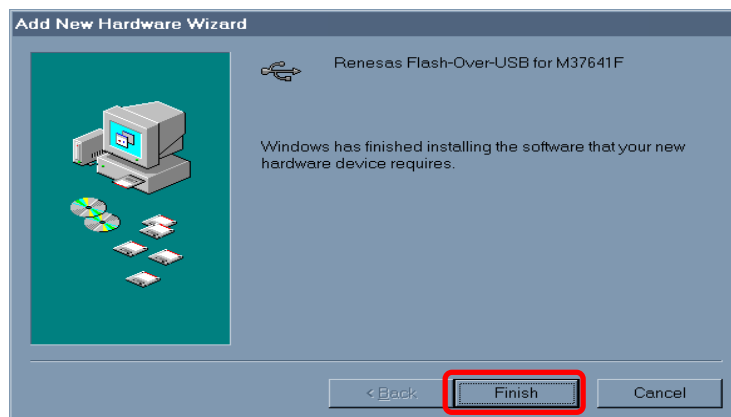 Add New Hardware Wizard
Renesas Flash-Over-USB for M37641F
Windows has finished installing the software that your new
hardware device requires.
< Back
Finish
Cancel